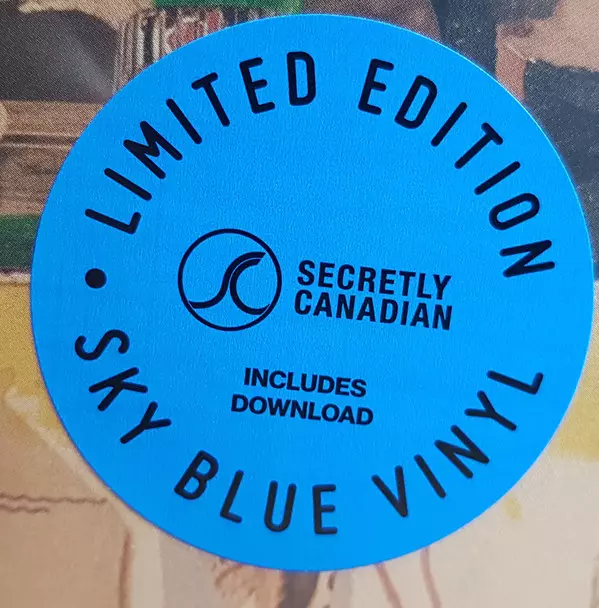 • LIMITED EDITION
SECRETLY
CANADIAN
INCLUDES
DOWNLOAD
SKY BLUE VINYL